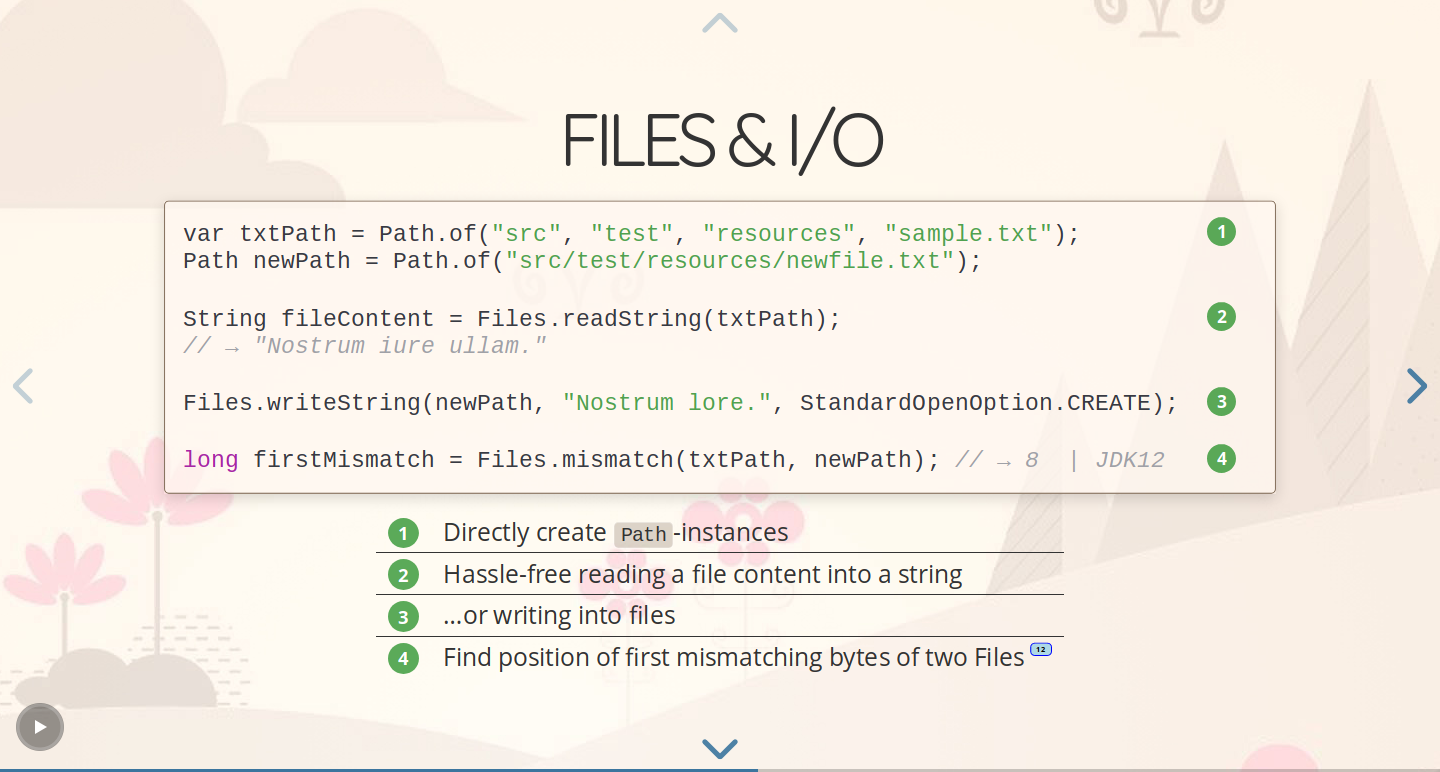 FILES & I/O
var txtPath = Path.of("src", "test", "resources", "sample.txt"); 1
Path newPath = Path.of("src/test/resources/newfile.txt");
String fileContent = Files.readString(txtPath); 2
// → "Nostrum iure ullam."
Files.writeString(newPath, "Nostrum lore.", StandardOpenOption.CREATE); 3
long firstMismatch = Files.mismatch(txtPath, newPath); // → 8 | JDK12 4
1 Directly create Path-instances
2 Hassle-free reading a file content into a string
3 …or writing into files
4 Find position of first mismatching bytes of two Files 12